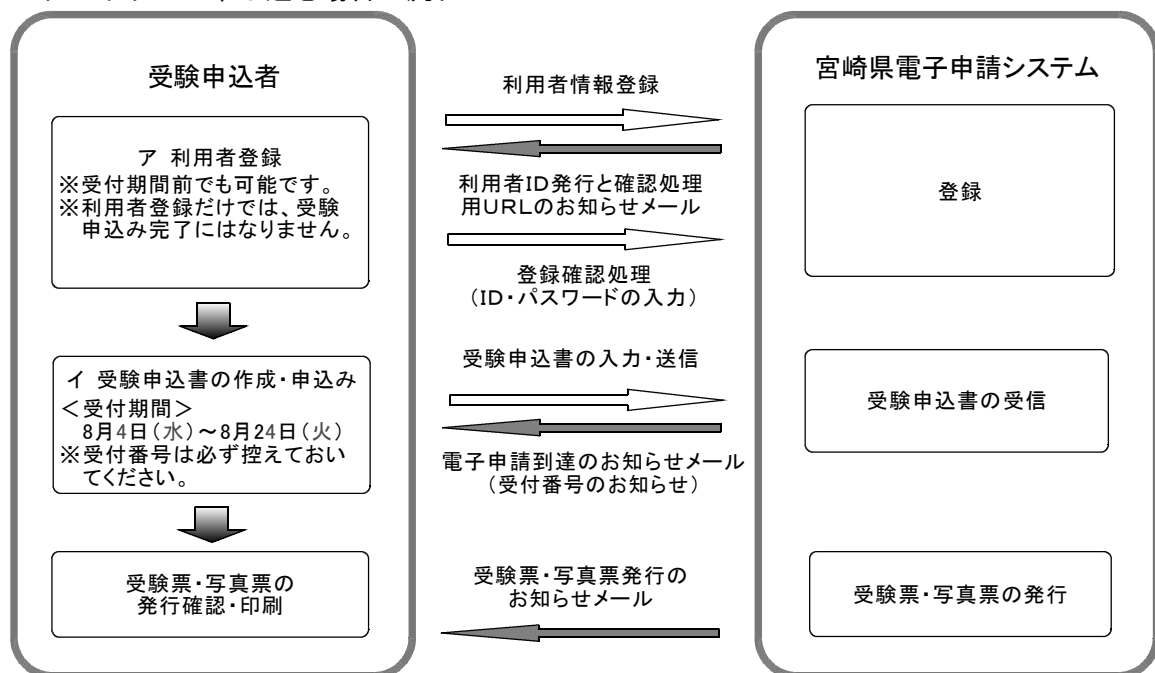 受験申込者
ア 利用者登録
※受付期間前でも可能です。
※利用者登録だけでは、受験
申込み完了にはなりません。
イ 受験申込書の作成・申込み
＜受付期間＞
8月4日(水)～8月24日(火)
※受付番号は必ず控えておい
てください。
受験票・写真票の
発行確認・印刷
利用者情報登録
利用者ID発行と確認処理
用URLのお知らせメール
登録確認処理
(ID・パスワードの入力)
受験申込書の入力・送信
電子申請到達のお知らせメール
(受付番号のお知らせ)
受験票・写真票発行の
お知らせメール
宮崎県電子申請システム
登録
受験申込書の受信
受験票・写真票の発行